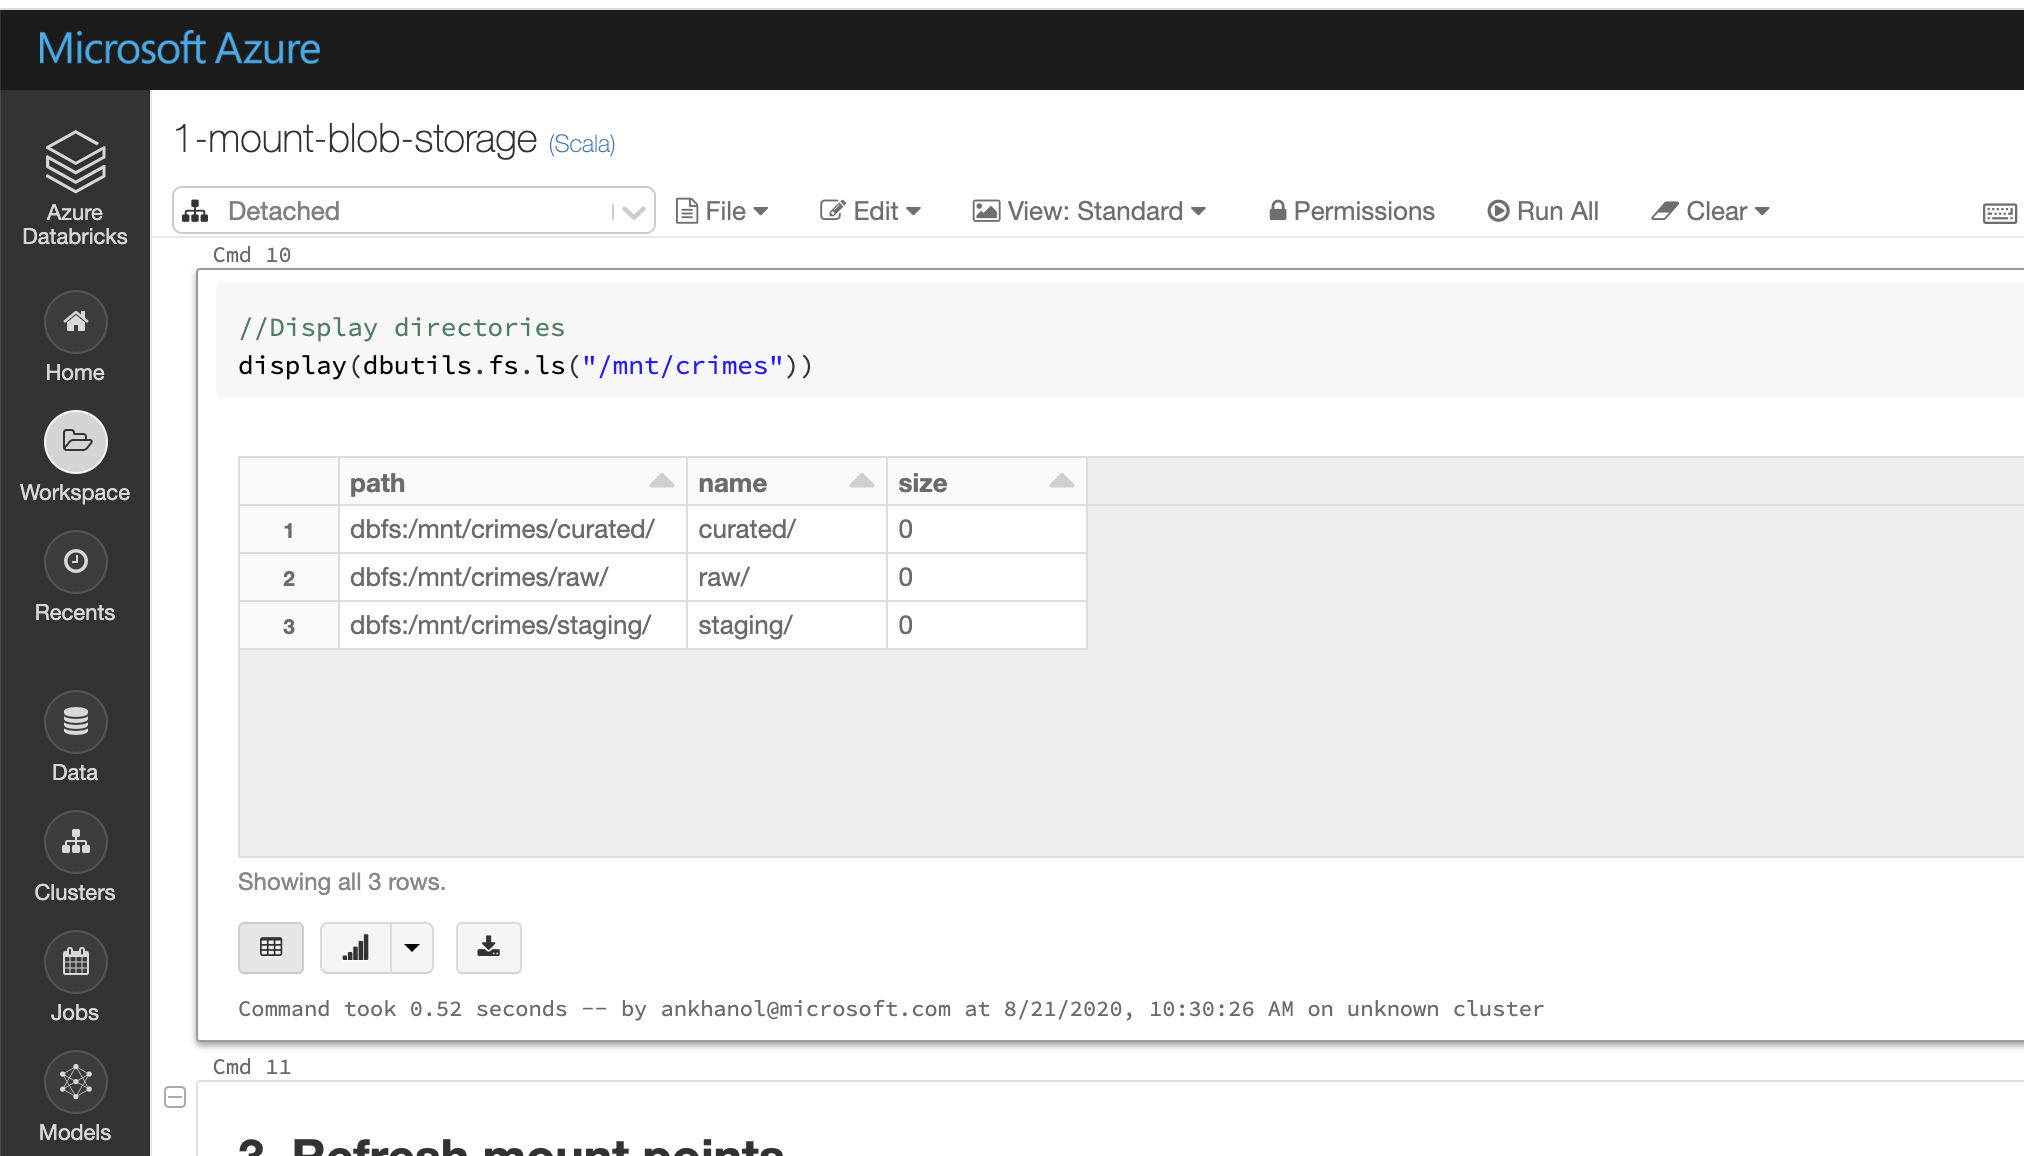 Microsoft Azure
Azure
Databricks
Home
Workspace
Recents
Data
Clusters
Jobs
Models
1-mount-blob-storage (Scala)
Detached File Edit View: Standard Permissions Run All Clear
Cmd 10
//Display directories
display(dbutils.fs.ls("/mnt/crimes"))
path name size
1 dbfs:/mnt/crimes/curated/ curated/ 0
2 dbfs:/mnt/crimes/raw/ raw/ 0
3 dbfs:/mnt/crimes/staging/ staging/ 0
Showing all 3 rows.
Command took 0.52 seconds -- by ankhanol@microsoft.com at 8/21/2020, 10:30:26 AM on unknown cluster
Cmd 11
3. Refresh mount points